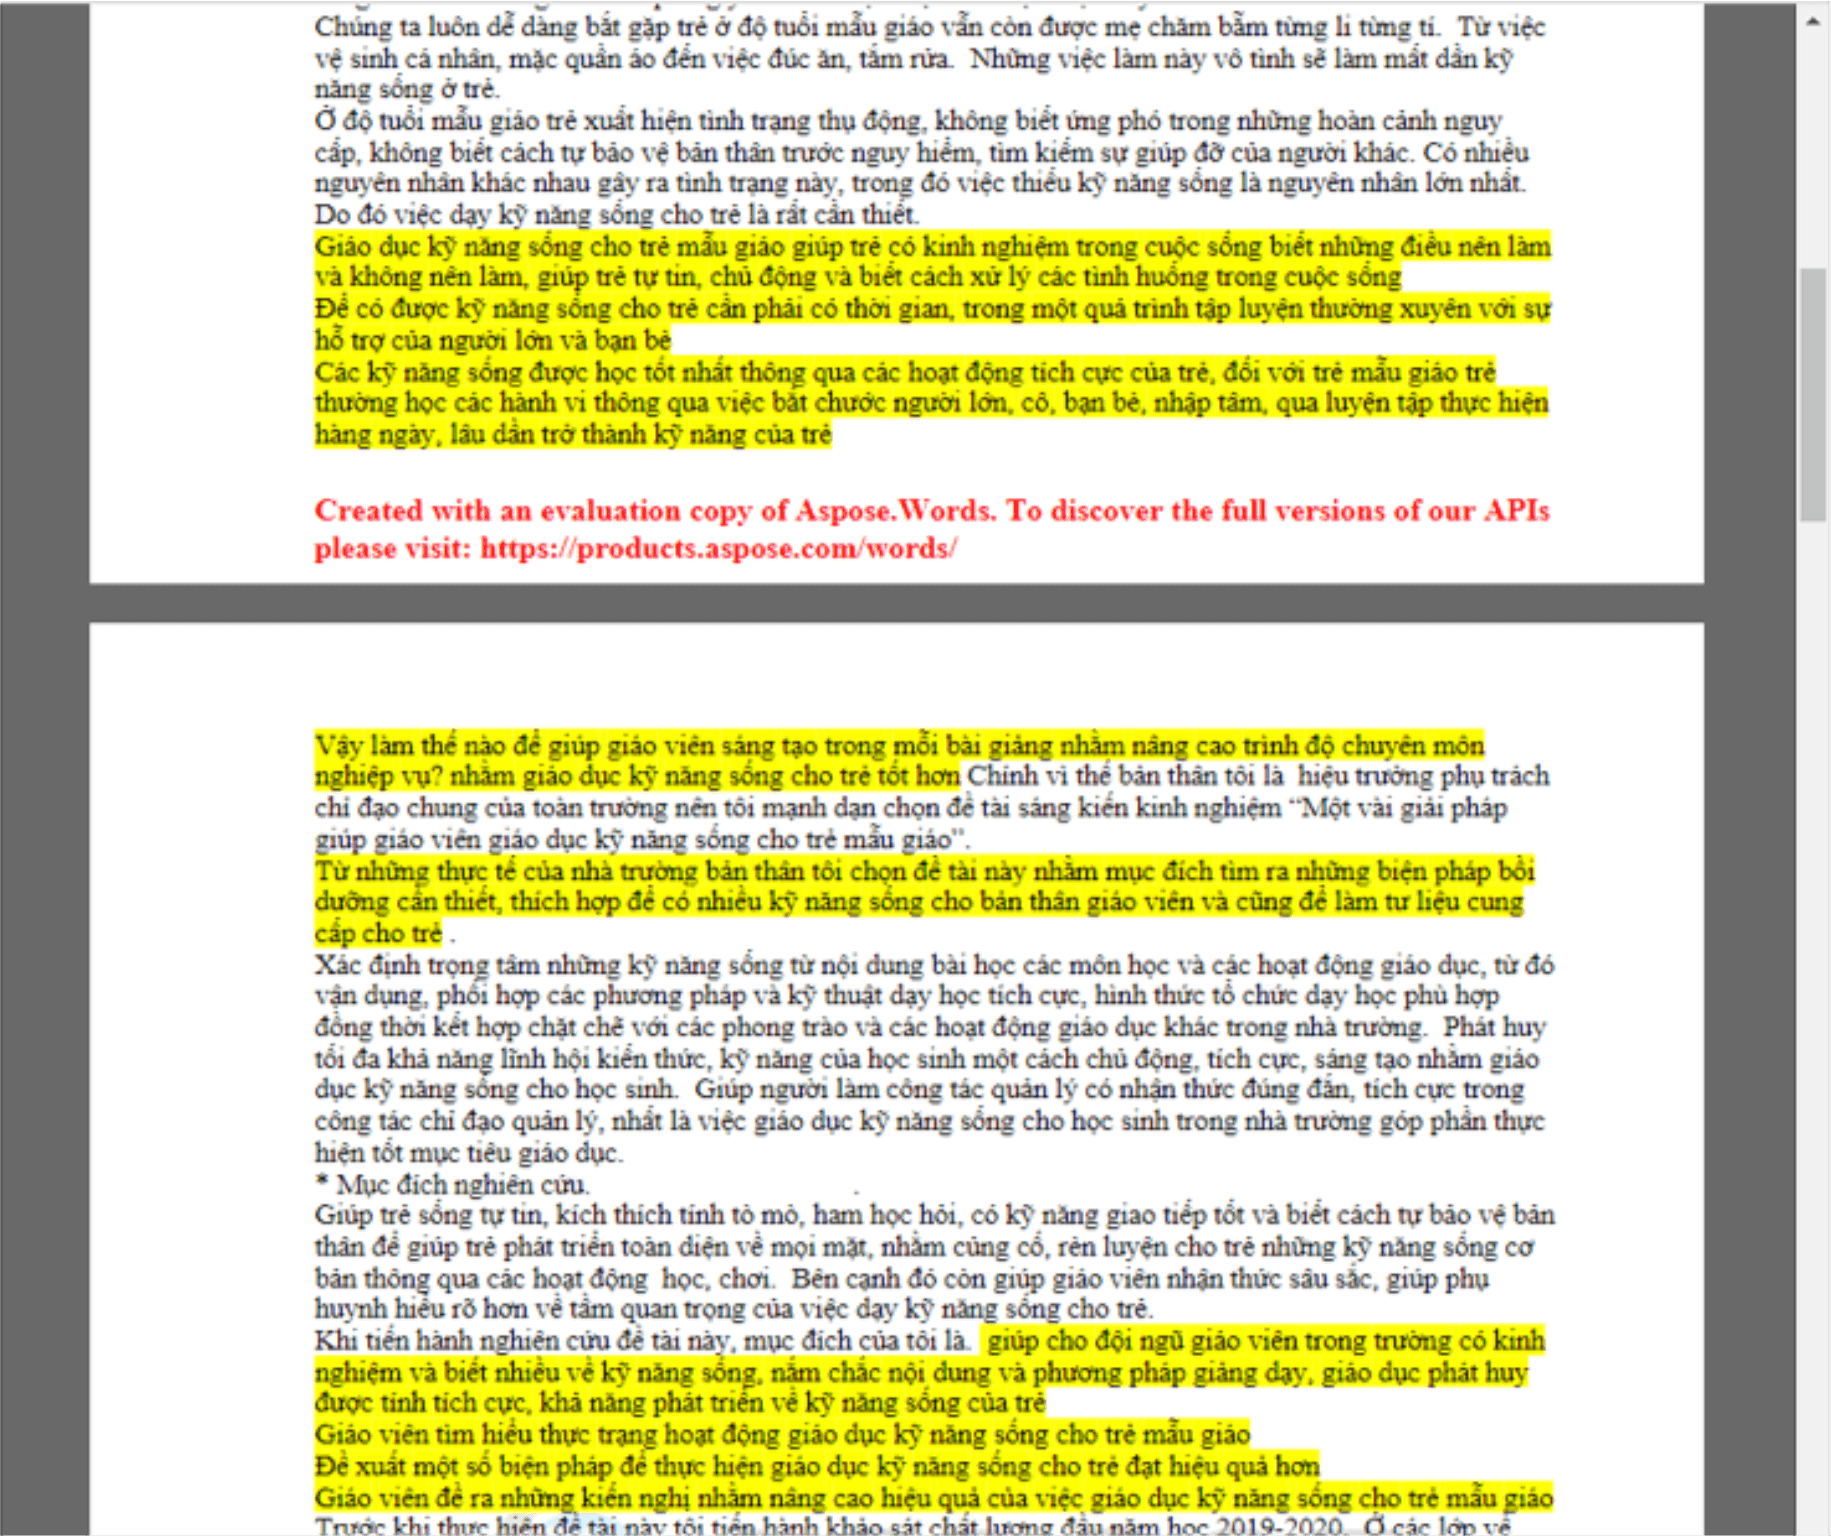 Chúng ta luôn dễ dàng bắt gặp trẻ ở độ tuổi mẫu giáo vẫn còn được mẹ chăm bẵm từng li từng tí.  Từ việc
vệ sinh cá nhân, mặc quần áo đến việc đúc ăn, tắm rửa.  Những việc làm này vô tình sẽ làm mất dần kỹ
năng sống ở trẻ.
Ở độ tuổi mẫu giáo trẻ xuất hiện tình trạng thụ động, không biết ứng phó trong những hoàn cảnh nguy
cấp, không biết cách tự bảo vệ bản thân trước nguy hiểm, tìm kiếm sự giúp đỡ của người khác. Có nhiều
nguyên nhân khác nhau gây ra tình trạng này, trong đó việc thiếu kỹ năng sống là nguyên nhân lớn nhất.
Do đó việc dạy kỹ năng sống cho trẻ là rất cần thiết.
Giáo dục kỹ năng sống cho trẻ mẫu giáo giúp trẻ có kinh nghiệm trong cuộc sống biết những điều nên làm
và không nên làm, giúp trẻ tự tin, chủ động và biết cách xử lý các tình huống trong cuộc sống
Để có được kỹ năng sống cho trẻ cần phải có thời gian, trong một quá trình tập luyện thường xuyên với sự
hỗ trợ của người lớn và bạn bè
Các kỹ năng sống được học tốt nhất thông qua các hoạt động tích cực của trẻ, đối với trẻ mẫu giáo trẻ
thường học các hành vi thông qua việc bắt chước người lớn, cô, bạn bè, nhập tâm, qua luyện tập thực hiện
hàng ngày, lâu dần trở thành kỹ năng của trẻ
Created with an evaluation copy of Aspose.Words. To discover the full versions of our APIs
please visit: https://products.aspose.com/words/
Vậy làm thế nào để giúp giáo viên sáng tạo trong mỗi bài giảng nhằm nâng cao trình độ chuyên môn
nghiệp vụ? nhằm giáo dục kỹ năng sống cho trẻ tốt hơn Chính vì thế bản thân tôi là  hiệu trưởng phụ trách
chỉ đạo chung của toàn trường nên tôi mạnh dạn chọn đề tài sáng kiến kinh nghiệm “Một vài giải pháp
giúp giáo viên giáo dục kỹ năng sống cho trẻ mẫu giáo”.
Từ những thực tế của nhà trường bản thân tôi chọn đề tài này nhằm mục đích tìm ra những biện pháp bồi
dưỡng cần thiết, thích hợp để có nhiều kỹ năng sống cho bản thân giáo viên và cũng để làm tư liệu cung
cấp cho trẻ .
Xác định trọng tâm những kỹ năng sống từ nội dung bài học các môn học và các hoạt động giáo dục, từ đó
vận dụng, phối hợp các phương pháp và kỹ thuật dạy học tích cực, hình thức tổ chức dạy học phù hợp
đồng thời kết hợp chặt chẽ với các phong trào và các hoạt động giáo dục khác trong nhà trường.  Phát huy
tối đa khả năng lĩnh hội kiến thức, kỹ năng của học sinh một cách chủ động, tích cực, sáng tạo nhằm giáo
dục kỹ năng sống cho học sinh.  Giúp người làm công tác quản lý có nhận thức đúng đắn, tích cực trong
công tác chỉ đạo quản lý, nhất là việc giáo dục kỹ năng sống cho học sinh trong nhà trường góp phần thực
hiện tốt mục tiêu giáo dục.
* Mục đích nghiên cứu. .
Giúp trẻ sống tự tin, kích thích tính tò mò, ham học hỏi, có kỹ năng giao tiếp tốt và biết cách tự bảo vệ bản
thân để giúp trẻ phát triển toàn diện về mọi mặt, nhằm củng cố, rèn luyện cho trẻ những kỹ năng sống cơ
bản thông qua các hoạt động  học, chơi.  Bên cạnh đó còn giúp giáo viên nhận thức sâu sắc, giúp phụ
huynh hiểu rõ hơn về tầm quan trọng của việc dạy kỹ năng sống cho trẻ.
Khi tiến hành nghiên cứu đề tài này, mục đích của tôi là.  giúp cho đội ngũ giáo viên trong trường có kinh
nghiệm và biết nhiều về kỹ năng sống, nắm chắc nội dung và phương pháp giảng dạy, giáo dục phát huy
được tính tích cực, khả năng phát triển về kỹ năng sống của trẻ
Giáo viên tìm hiểu thực trạng hoạt động giáo dục kỹ năng sống cho trẻ mẫu giáo
Đề xuất một số biện pháp để thực hiện giáo dục kỹ năng sống cho trẻ đạt hiệu quả hơn
Giáo viên đề ra những kiến nghị nhằm nâng cao hiệu quả của việc giáo dục kỹ năng sống cho trẻ mẫu giáo
Trước khi thực hiện đề tài này tôi tiến hành khảo sát chất lượng đầu năm học 2019-2020.  Ở các lớp về